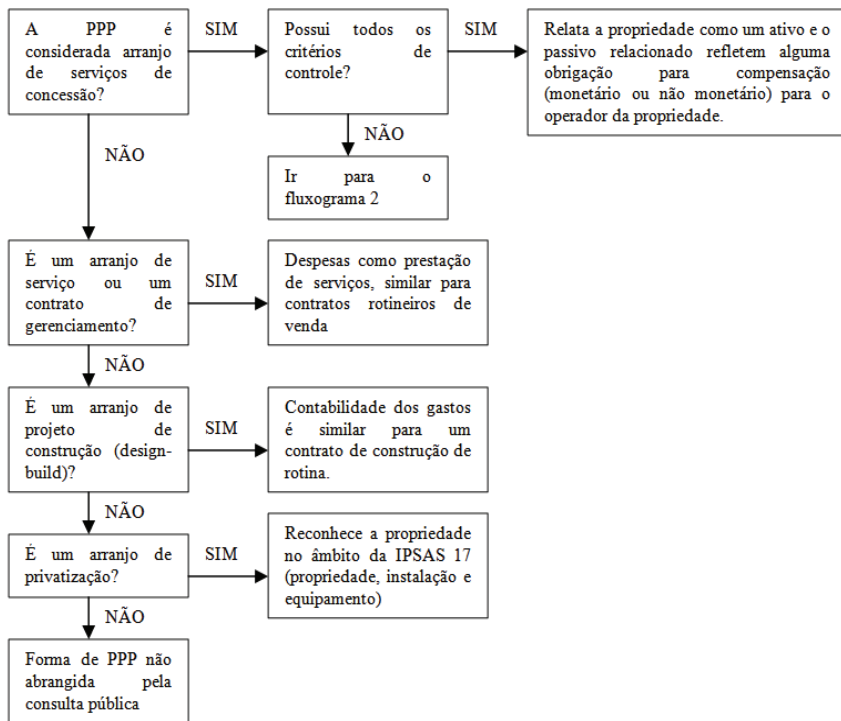 A PPP é
considerada arranjo
de serviços de
concessão?
SIM
Possui todos os
critérios de
controle?
SIM
Relata a propriedade como um ativo e o
passivo relacionado refletem alguma
obrigação para compensação
(monetário ou não monetário) para o
operador da propriedade.
NÃO
NÃO
Ir para o
fluxograma 2
É um arranjo de
serviço ou um
contrato de
gerenciamento?
SIM
Despesas como prestação
de serviços, similar para
contratos rotineiros de
venda
NÃO
É um arranjo de
projeto de
construção (design-
build)?
SIM
Contabilidade dos gastos
é similar para um
contrato de construção de
rotina.
NÃO
É um arranjo de
privatização?
SIM
Reconhece a propriedade
no âmbito da IPSAS 17
(propriedade, instalação e
equipamento)
NÃO
Forma de PPP não
abrangida pela
consulta pública